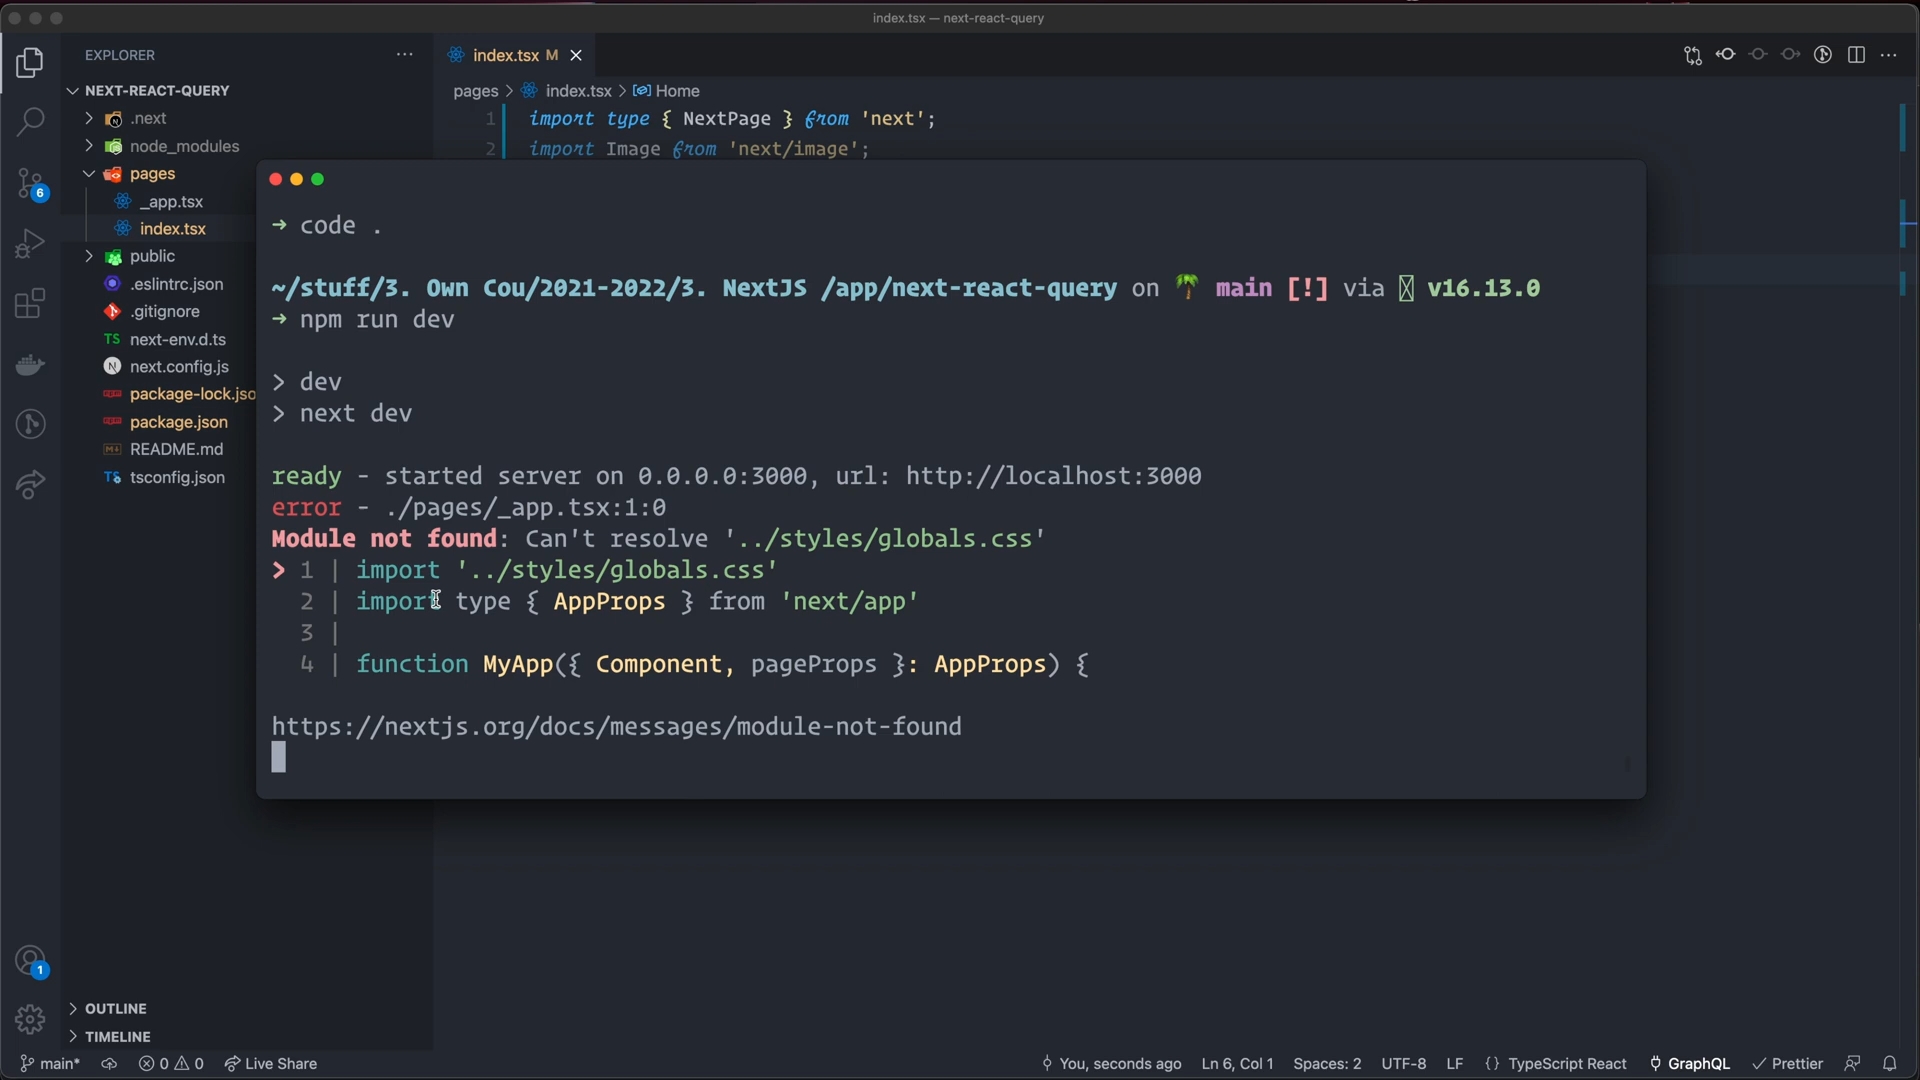 index.tsx — next-react-query
EXPLORER
NEXT-REACT-QUERY
.next
node_modules
pages
_app.tsx
index.tsx
public
.eslintrc.json
.gitignore
TS next-env.d.ts
N next.config.js
package-lock.jso
package.json
README.md
TS tsconfig.json
OUTLINE
TIMELINE
6
1
index.tsx M
pages > index.tsx > Home
1 import type { NextPage } from 'next';
2 import Image from 'next/image';
→ code .
~/stuff/3. Own Cou/2021-2022/3. NextJS /app/next-react-query on 🌴 main [!] via v16.13.0
→ npm run dev
> dev
> next dev
ready - started server on 0.0.0.0:3000, url: http://localhost:3000
error - ./pages/_app.tsx:1:0
Module not found: Can't resolve '../styles/globals.css'
> 1 | import '../styles/globals.css'
2 | import type { AppProps } from 'next/app'
3 |
4 | function MyApp({ Component, pageProps }: AppProps) {
https://nextjs.org/docs/messages/module-not-found
main* 0 0 Live Share You, seconds ago Ln 6, Col 1 Spaces: 2 UTF-8 LF {} TypeScript React GraphQL ✓ Prettier